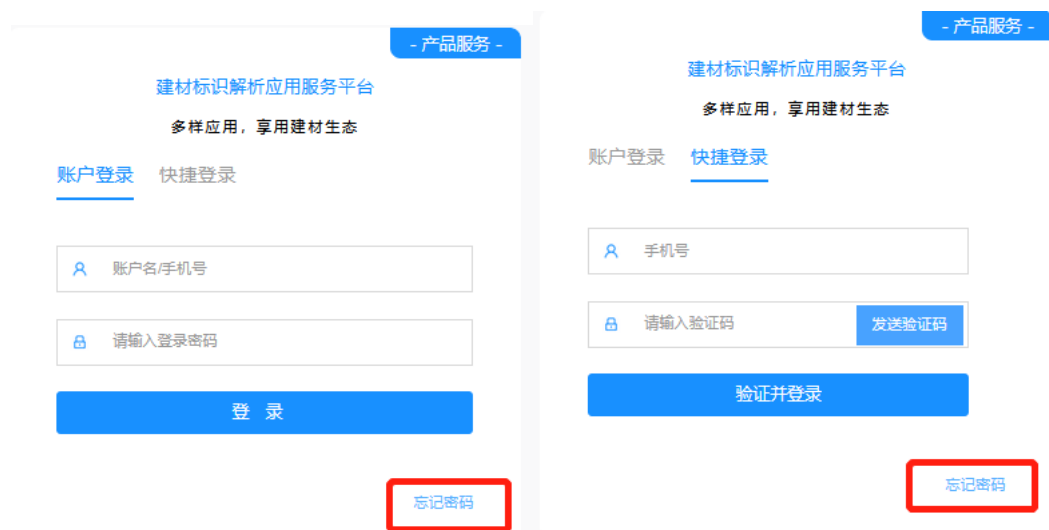 - 产品服务 -
建材标识解析应用服务平台
多样应用，享用建材生态
账户登录 快捷登录
账户名/手机号
请输入登录密码
登 录
忘记密码
- 产品服务 -
建材标识解析应用服务平台
多样应用，享用建材生态
账户登录 快捷登录
手机号
请输入验证码 发送验证码
验证并登录
忘记密码